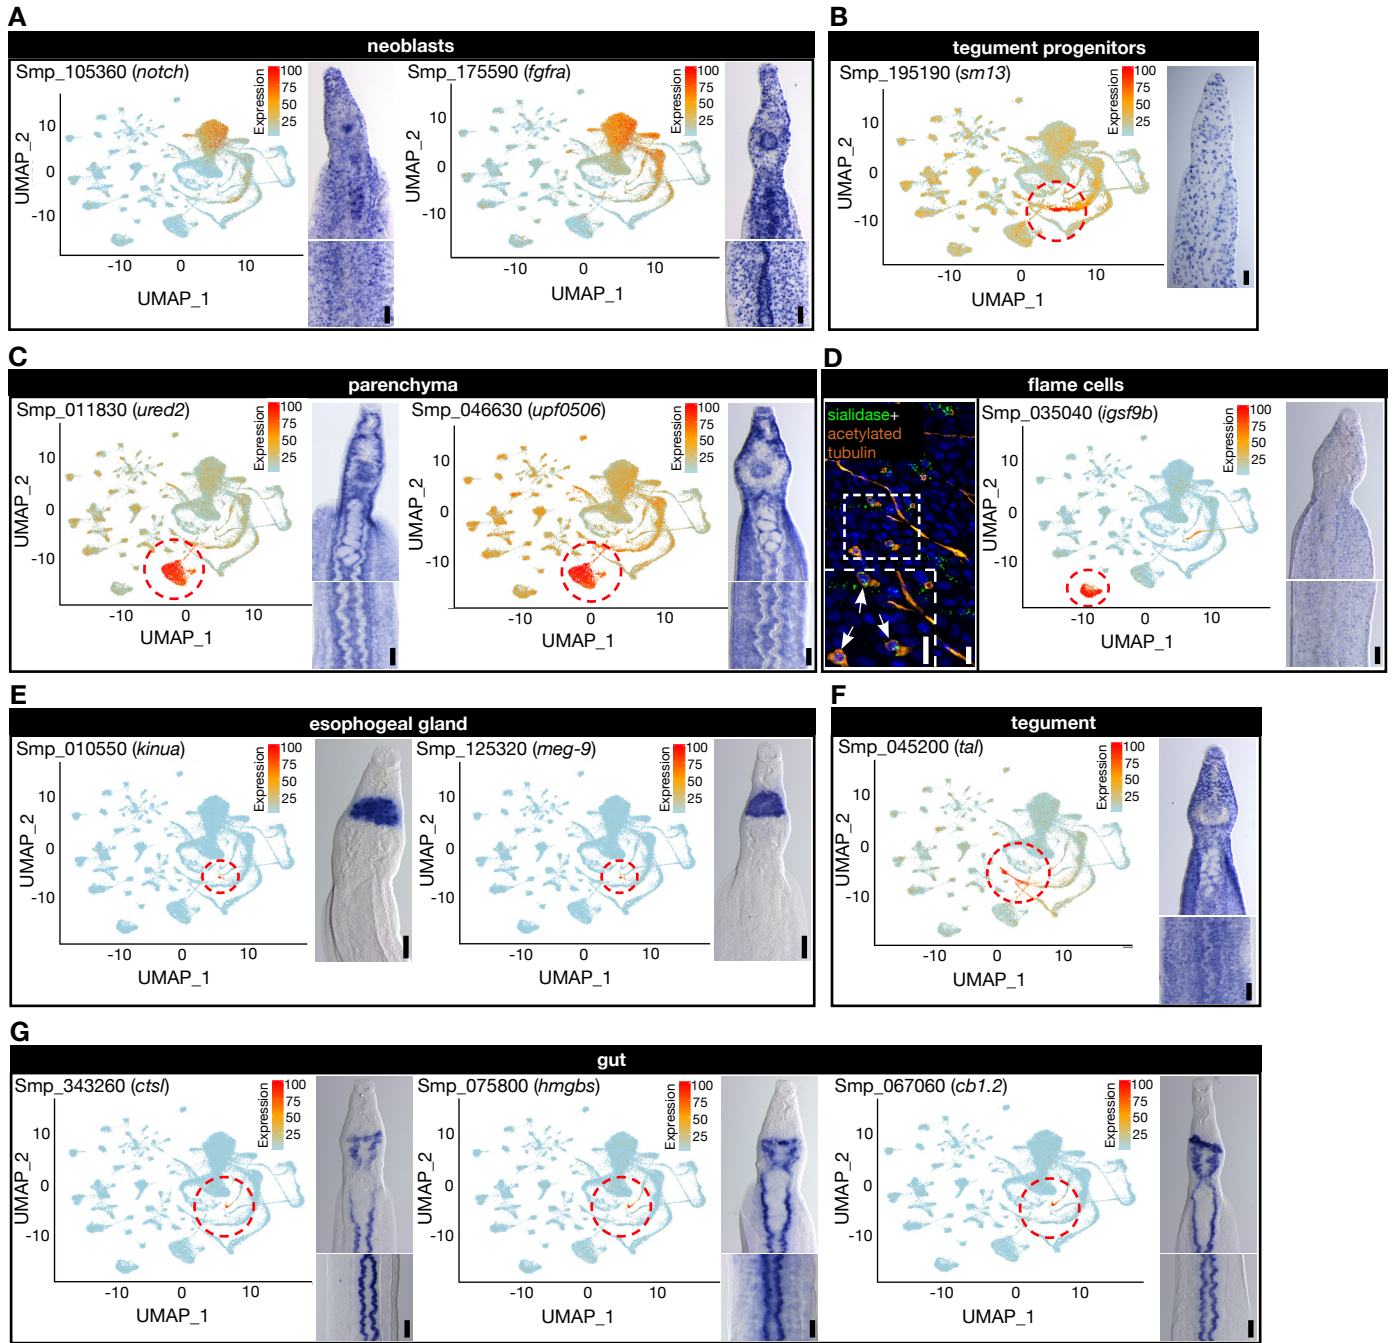 A
neoblasts
Smp_105360 (notch)
Expression
100
75
50
25
10
0
-10
UMAP_2
-10
0
10
UMAP_1
Smp_175590 (fgfra)
Expression
100
75
50
25
10
0
-10
UMAP_2
-10
0
10
UMAP_1
B
tegument progenitors
Smp_195190 (sm13)
Expression
100
75
50
25
10
0
-10
UMAP_2
0
10
UMAP_1
C
parenchyma
Smp_011830 (ured2)
Expression
100
75
50
25
10
0
-10
UMAP_2
-10
0
10
UMAP_1
Smp_046630 (upf0506)
Expression
100
75
50
25
10
0
-10
UMAP_2
-10
0
10
UMAP_1
D
flame cells
sialidase+
acetylated
tubulin
Smp_035040 (igsf9b)
Expression
100
75
50
25
10
0
-10
UMAP_2
-10
0
10
UMAP_1
E
esophogeal gland
Smp_010550 (kinua)
Expression
100
75
50
25
10
0
-10
UMAP_2
-10
0
10
UMAP_1
Smp_125320 (meg-9)
Expression
100
75
50
25
10
0
-10
UMAP_2
-10
0
10
UMAP_1
F
tegument
Smp_045200 (tal)
Expression
100
75
50
25
10
0
-10
UMAP_2
-10
0
10
UMAP_1
G
gut
Smp_343260 (ctsl)
Expression
100
75
50
25
10
0
-10
UMAP_2
-10
0
10
UMAP_1
Smp_075800 (hmgbs)
Expression
100
75
50
25
10
0
-10
UMAP_2
-10
0
10
UMAP_1
Smp_067060 (cb1.2)
Expression
100
75
50
25
10
0
-10
UMAP_2
-10
0
10
UMAP_1